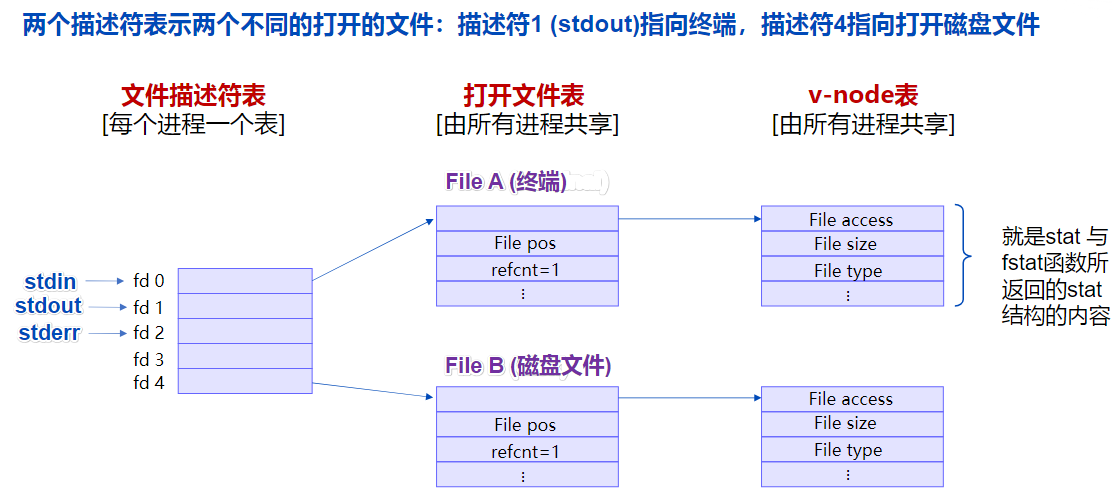 两个描述符表示两个不同的打开的文件：描述符1 (stdout)指向终端，描述符4指向打开磁盘文件
文件描述符表
[每个进程一个表]
打开文件表
[由所有进程共享]
v-node表
[由所有进程共享]
File A (终端)
File pos
refcnt=1
⋮
File access
File size
File type
⋮
就是stat 与
fstat函数所
返回的stat
结构的内容
stdin
stdout
stderr
fd 0
fd 1
fd 2
fd 3
fd 4
File B (磁盘文件)
File pos
refcnt=1
⋮
File access
File size
File type
⋮